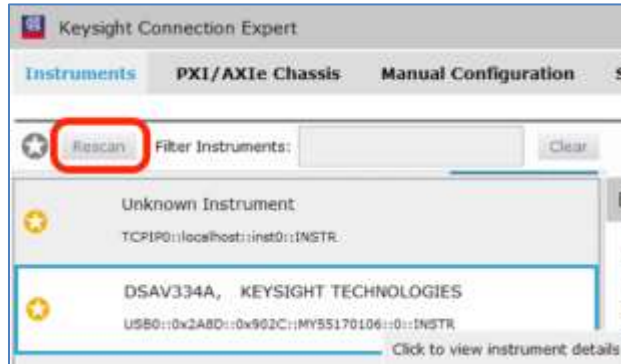 Keysight Connection Expert
Instruments PXI/AXIe Chassis Manual Configuration
Rescan Filter Instruments: Clear
Unknown Instrument
TCPIP0::localhost::inst0::INSTR
DSAV334A, KEYSIGHT TECHNOLOGIES
USB0::0x2A8D::0x902C::MY55170106::0::INSTR
Click to view instrument details